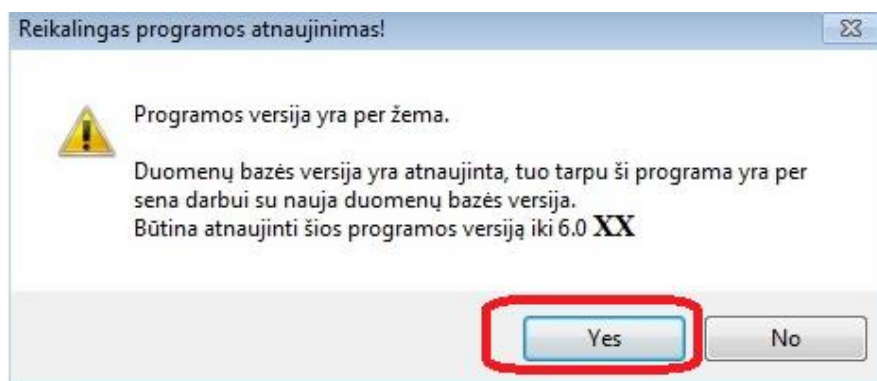 Reikalingas programos atnaujinimas!
Programos versija yra per žema.
Duomenų bazės versija yra atnaujinta, tuo tarpu ši programa yra per
sena darbui su nauja duomenų bazės versija.
Būtina atnaujinti šios programos versiją iki 6.0 XX
Yes
No